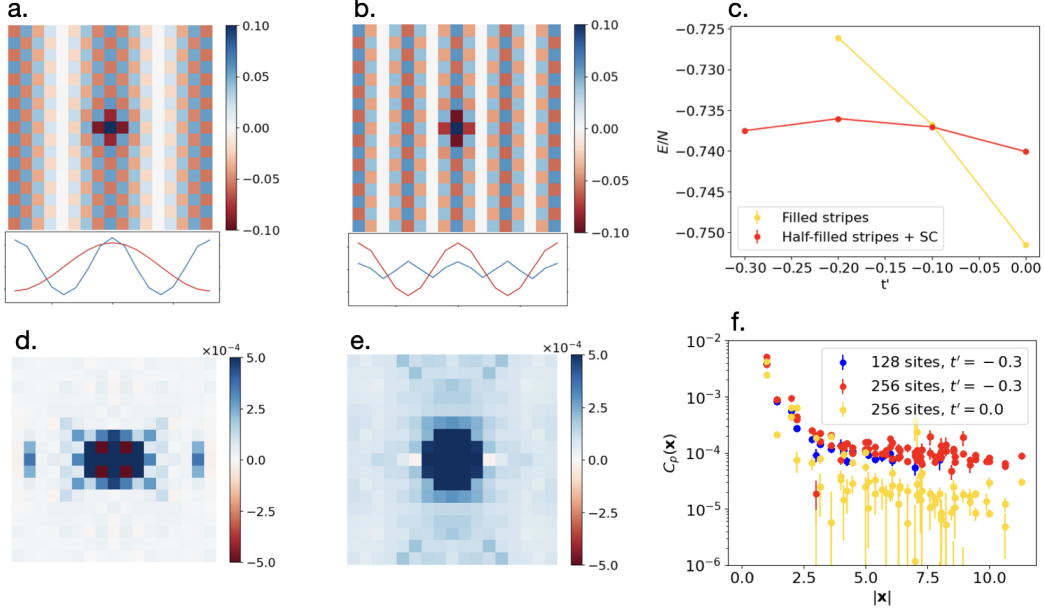 a.
0.10
0.05
0.00
−0.05
−0.10
b.
0.10
0.05
0.00
−0.05
−0.10
c.
−0.725
−0.730
−0.735
−0.740
−0.745
−0.750
E/N
Filled stripes
Half-filled stripes + SC
−0.30 −0.25 −0.20 −0.15 −0.10 −0.05 0.00
t'
d.
×10⁻⁴
5.0
2.5
0.0
−2.5
−5.0
e.
×10⁻⁴
5.0
2.5
0.0
−2.5
−5.0
f.
10⁻²
10⁻³
10⁻⁴
10⁻⁵
10⁻⁶
Cₚ(x)
128 sites, t′ = −0.3
256 sites, t′ = −0.3
256 sites, t′ = 0.0
0.0 2.5 5.0 7.5 10.0
|x|